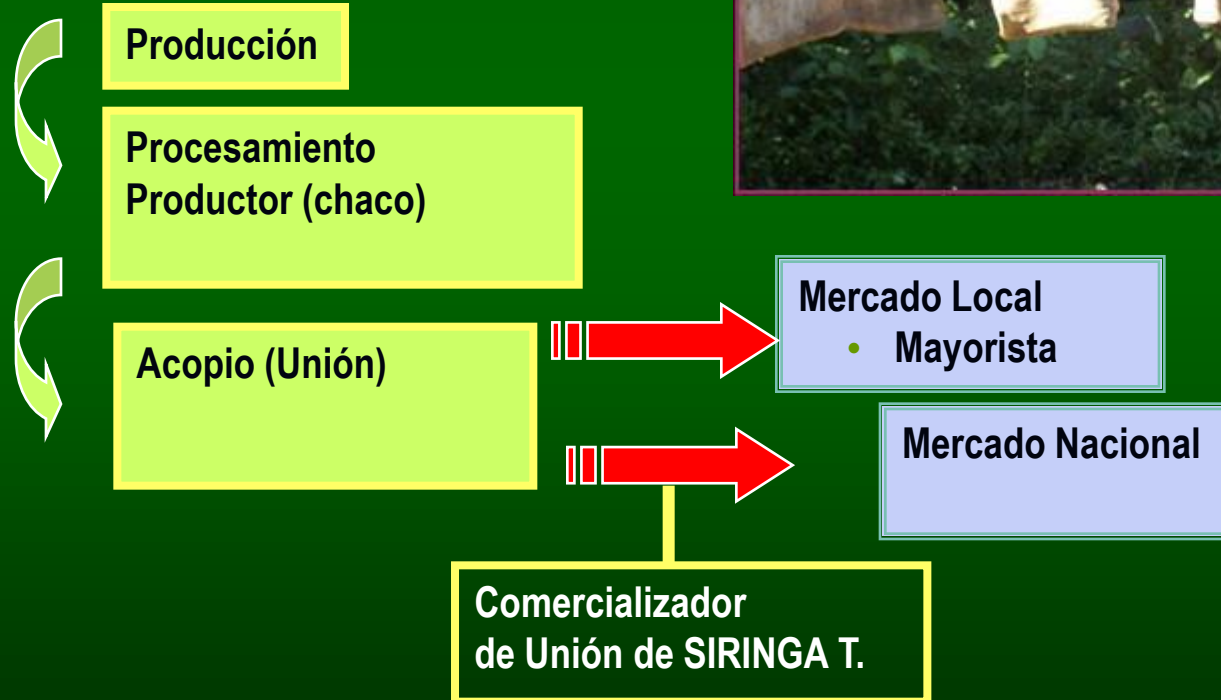 Producción
Procesamiento
Productor (chaco)
Acopio (Unión)
Mercado Local
• Mayorista
Mercado Nacional
Comercializador
de Unión de SIRINGA T.